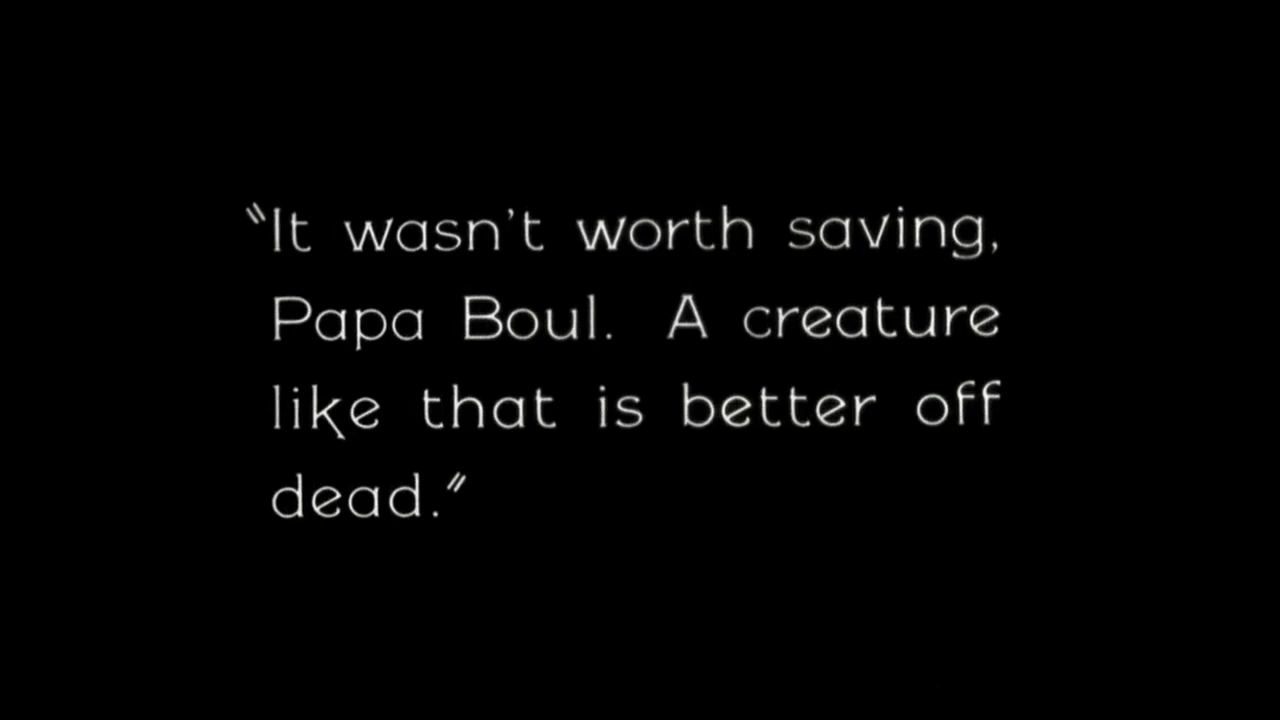 "It wasn't worth saving,
Papa Boul. A creature
like that is better off
dead."